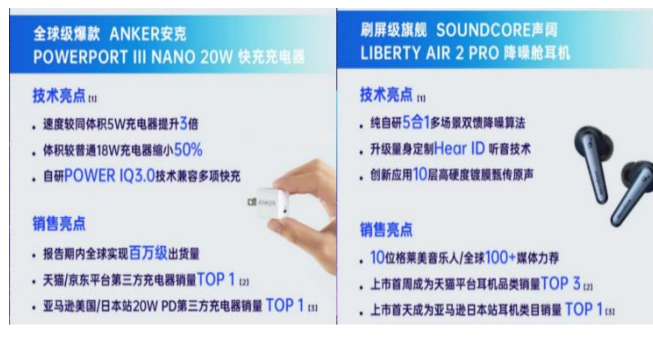 全球级爆款 ANKER安克
POWERPORT III NANO 20W 快充充电器
技术亮点 [1]
• 速度较同体积5W充电器提升3倍
• 体积较普通18W充电器缩小50%
• 自研POWER IQ3.0技术兼容多项快充
ANKER
销售亮点
• 报告期内全球实现百万级出货量
• 天猫/京东平台第三方充电器销量TOP 1 [2]
• 亚马逊美国/日本站20W PD第三方充电器销量 TOP 1 [3]
刷屏级旗舰 SOUNDCORE声阔
LIBERTY AIR 2 PRO 降噪舱耳机
技术亮点 [1]
• 纯自研5合1多场景双馈降噪算法
• 升级量身定制Hear ID 听音技术
• 创新应用10层高硬度镀膜甄传原声
销售亮点
• 10位格莱美音乐人/全球100+媒体力荐
• 上市首周成为天猫平台耳机品类销量TOP 3 [2]
• 上市首天成为亚马逊日本站耳机类目销量 TOP 1 [3]